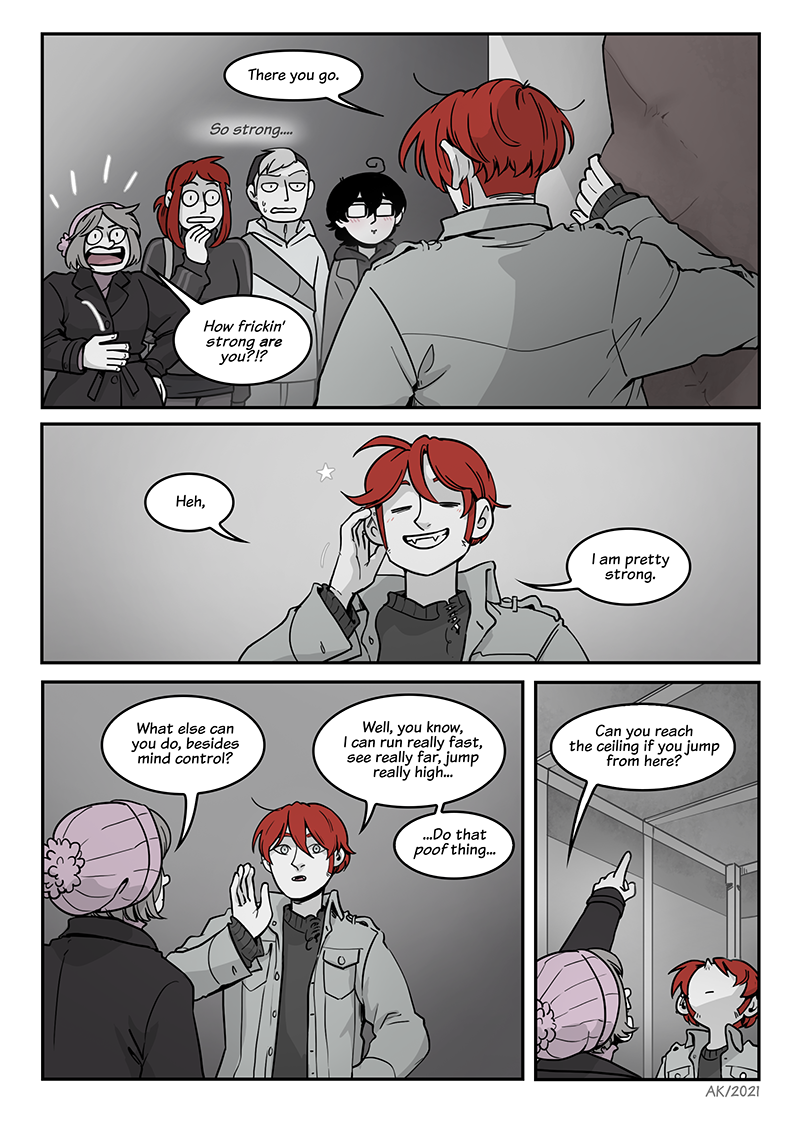 There you go.
So strong....
How frickin'
strong are
you?!?
Heh,
I am pretty
strong.
What else can
you do, besides
mind control?
Well, you know,
I can run really fast,
see really far, jump
really high...
...Do that
poof thing...
Can you reach
the ceiling if you jump
from here?
AK/2021